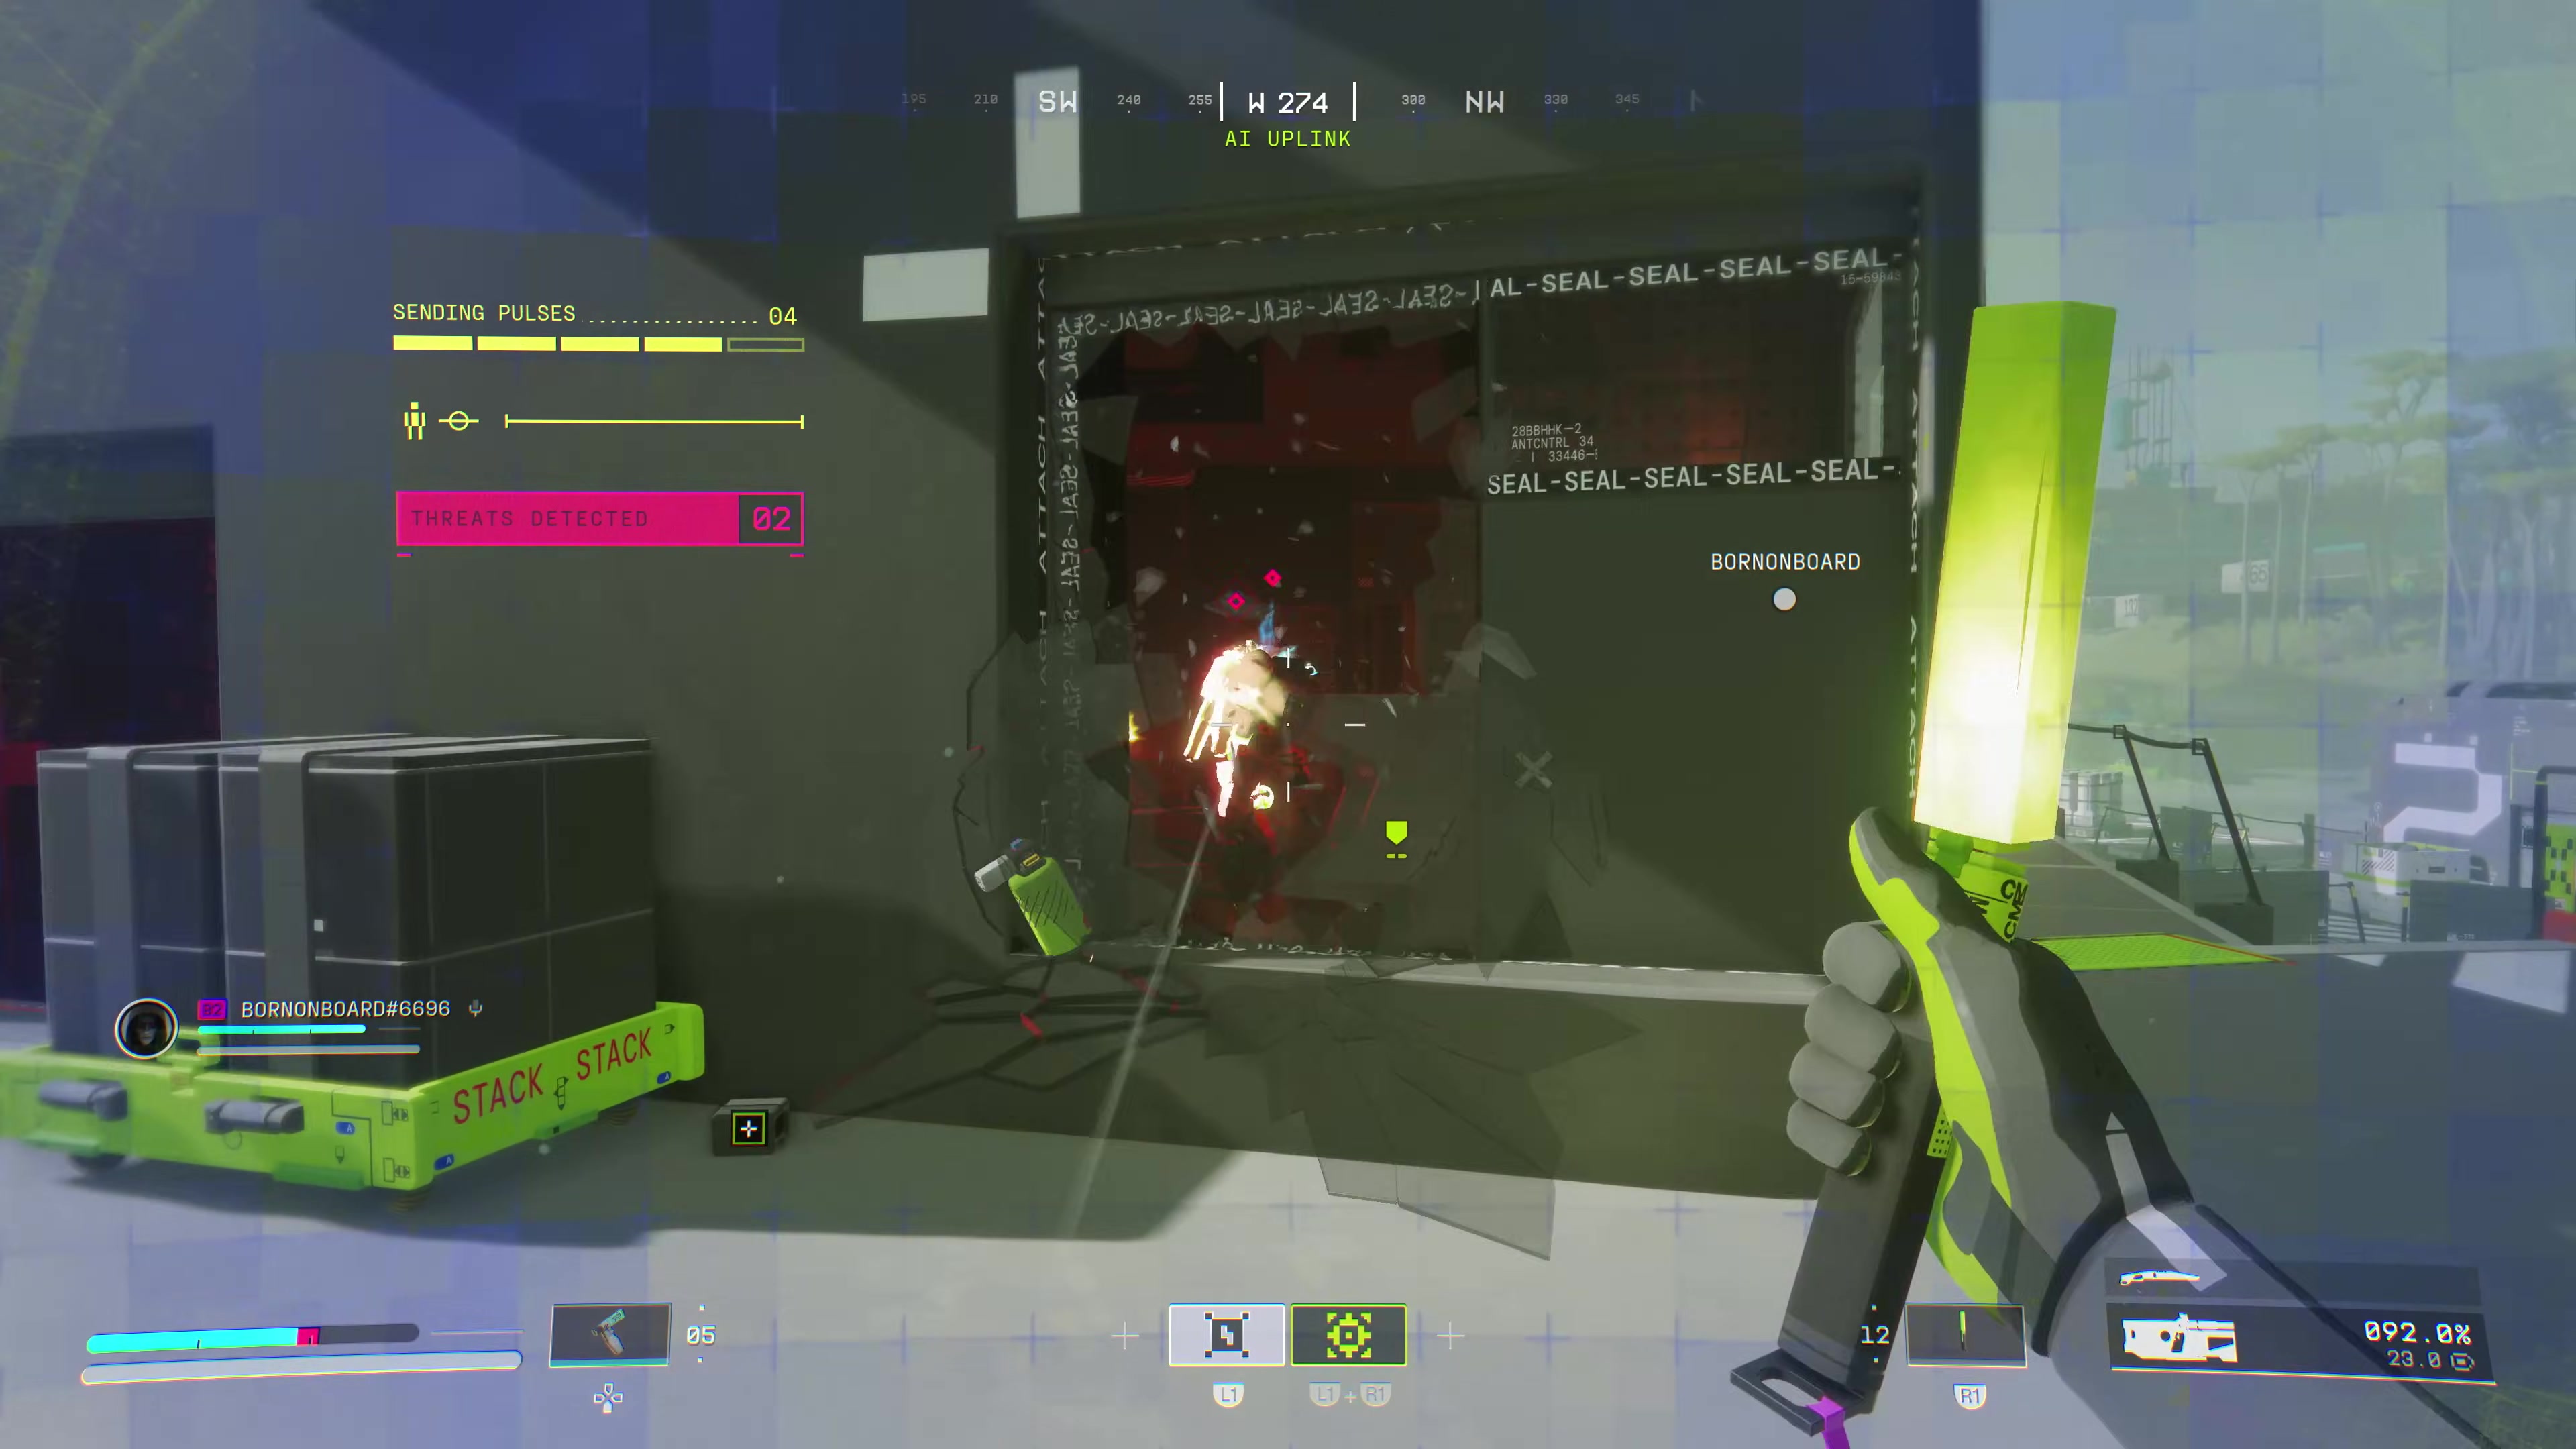 195 210 SW 240 255 W 274 300 NW 330 345 N
AI UPLINK
SENDING PULSES 04
THREATS DETECTED 02
AL-SEAL-SEAL-SEAL-SEAL-
28BBHHK-2
ANTCNTRL 34
SEAL-SEAL-SEAL-SEAL-SEAL-
ATTACH ATTACH
BORNONBOARD
BORNONBOARD#6696
STACK STACK
05
L1
L1 + R1
12
R1
092.0%
23.0